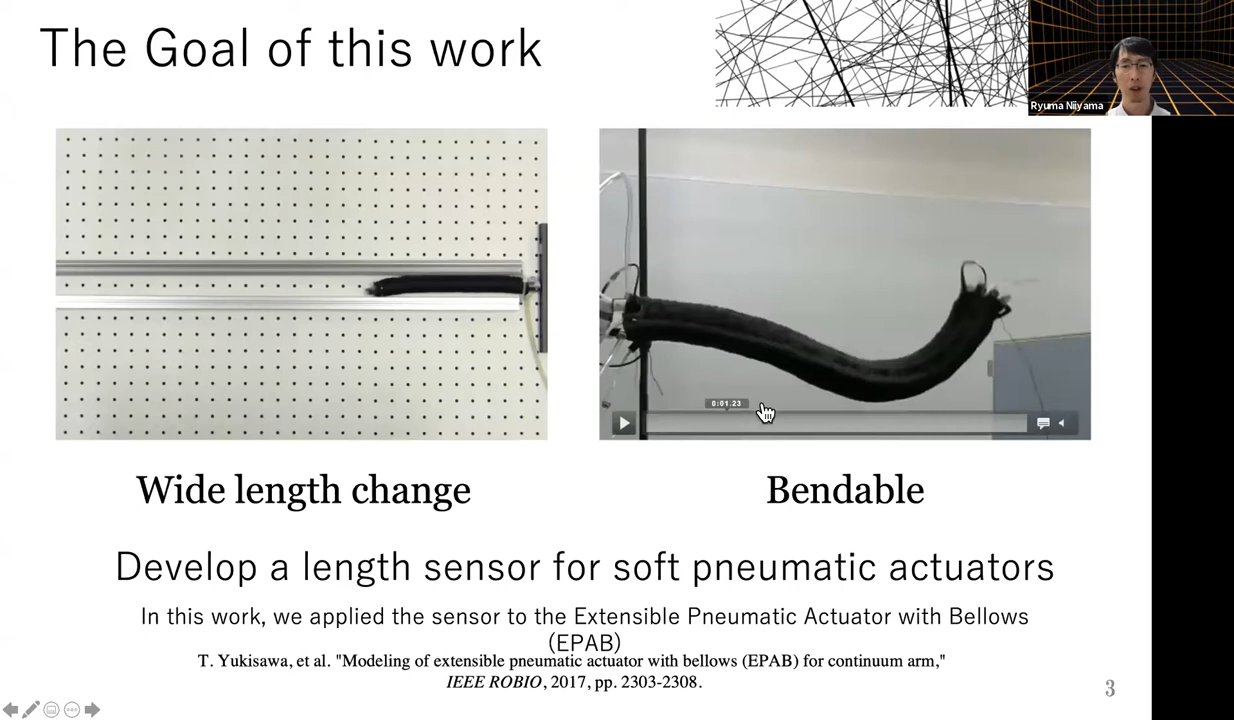 The Goal of this work
Ryuma Niiyama
0:01.23
Wide length change
Bendable
Develop a length sensor for soft pneumatic actuators
In this work, we applied the sensor to the Extensible Pneumatic Actuator with Bellows
(EPAB)
T. Yukisawa, et al. "Modeling of extensible pneumatic actuator with bellows (EPAB) for continuum arm,"
IEEE ROBIO, 2017, pp. 2303-2308.
3